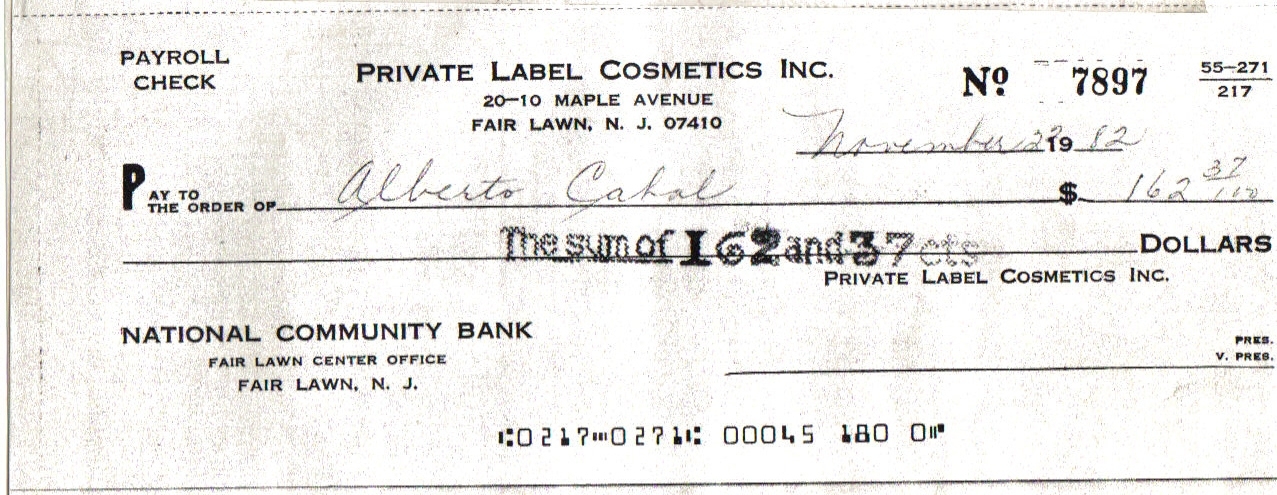 PAYROLL
CHECK
PRIVATE LABEL COSMETICS INC.
20-10 MAPLE AVENUE
FAIR LAWN, N. J. 07410
Nº 7897
55-271
217
November 22 19 82
PAY TO
THE ORDER OF Alberto Cabal $ 162 37/100
The sum of 162 and 37 cts DOLLARS
PRIVATE LABEL COSMETICS INC.
NATIONAL COMMUNITY BANK
FAIR LAWN CENTER OFFICE
FAIR LAWN, N. J.
PRES.
V. PRES.
⑆0217⑉0271⑆ 00045 180 0⑈